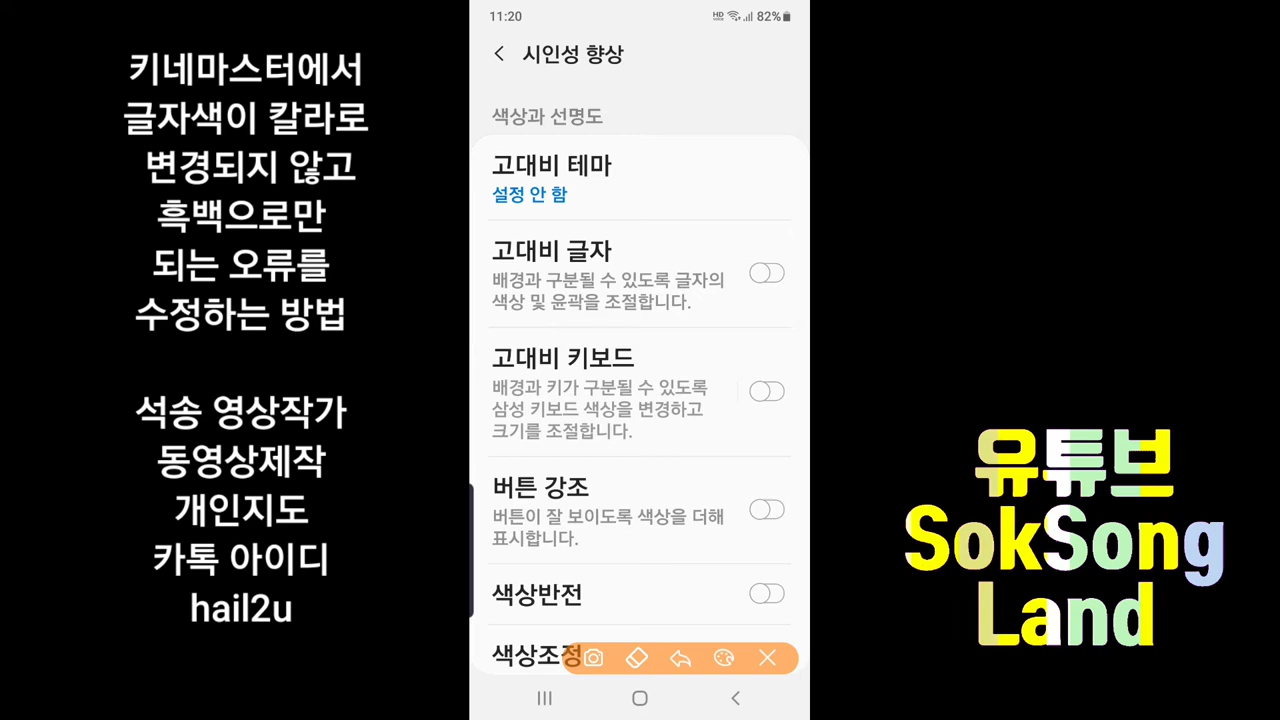 키네마스터에서
글자색이 칼라로
변경되지 않고
흑백으로만
되는 오류를
수정하는 방법
석송 영상작가
동영상제작
개인지도
카톡 아이디
hail2u
11:20
82%
시인성 향상
색상과 선명도
고대비 테마
설정 안 함
고대비 글자
배경과 구분될 수 있도록 글자의
색상 및 윤곽을 조절합니다.
고대비 키보드
배경과 키가 구분될 수 있도록
삼성 키보드 색상을 변경하고
크기를 조절합니다.
버튼 강조
버튼이 잘 보이도록 색상을 더해
표시합니다.
색상반전
색상조정
유튜브
SokSong
Land